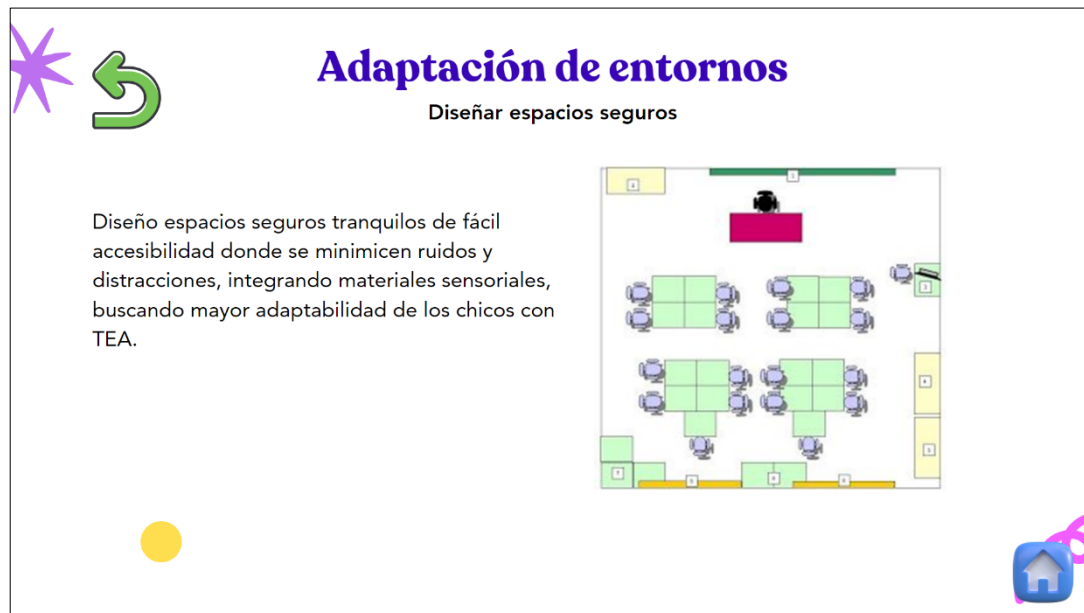 Adaptación de entornos
Diseñar espacios seguros
Diseño espacios seguros tranquilos de fácil
accesibilidad donde se minimicen ruidos y
distracciones, integrando materiales sensoriales,
buscando mayor adaptabilidad de los chicos con
TEA.